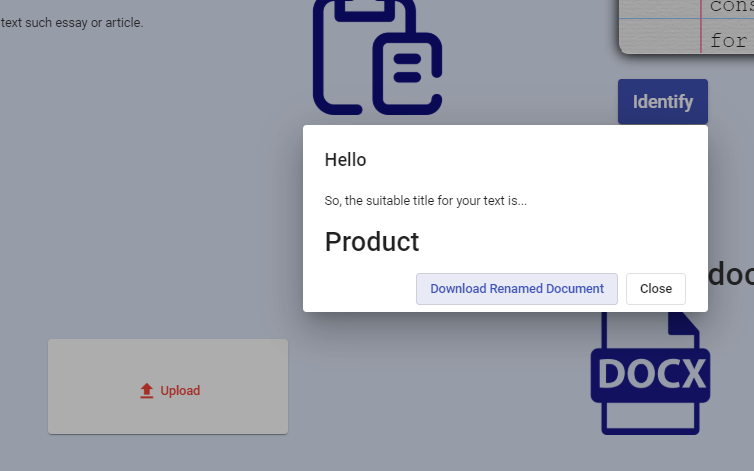 text such essay or article.
cons
for
Identify
Hello
So, the suitable title for your text is...
Product
Download Renamed Document
Close
doc
Upload
DOCX